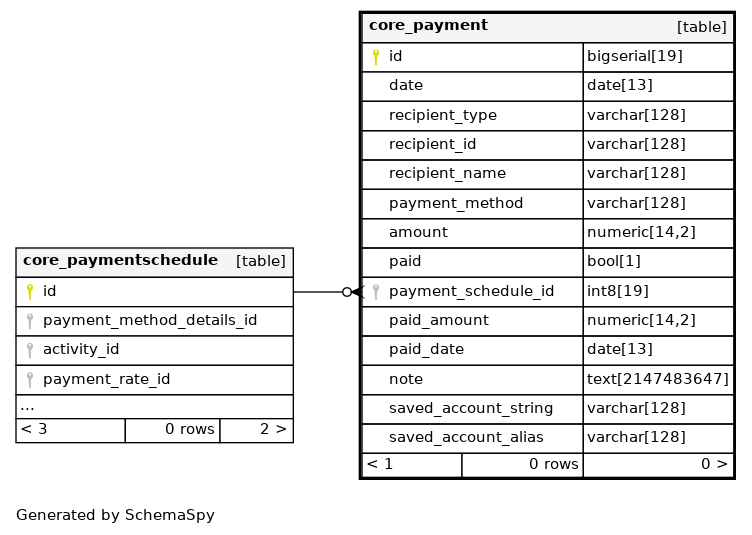 core_payment [table]
id bigserial[19]
date date[13]
recipient_type varchar[128]
recipient_id varchar[128]
recipient_name varchar[128]
payment_method varchar[128]
amount numeric[14,2]
paid bool[1]
payment_schedule_id int8[19]
paid_amount numeric[14,2]
paid_date date[13]
note text[2147483647]
saved_account_string varchar[128]
saved_account_alias varchar[128]
< 1 0 rows 0 >
core_paymentschedule [table]
id
payment_method_details_id
activity_id
payment_rate_id
...
< 3 0 rows 2 >
Generated by SchemaSpy